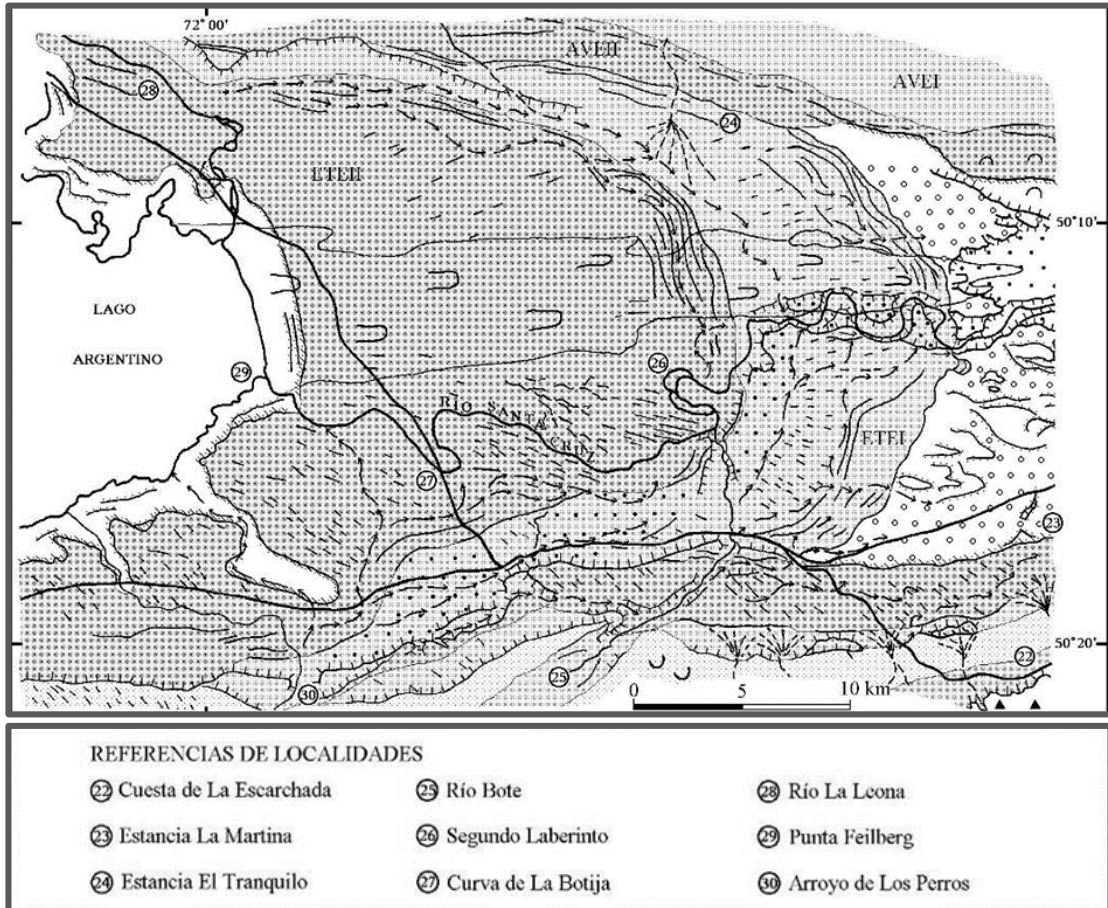 72° 00'
AVEII
AVEI
28
24
ETEII
50°10'
LAGO
ARGENTINO
26
29
RÍO SANTA CRUZ
ETEI
27
23
50°20'
22
25
30
0 5 10 km
REFERENCIAS DE LOCALIDADES
22 Cuesta de La Escarchada
25 Río Bote
28 Río La Leona
23 Estancia La Martina
26 Segundo Laberinto
29 Punta Feilberg
24 Estancia El Tranquilo
27 Curva de La Botija
30 Arroyo de Los Perros